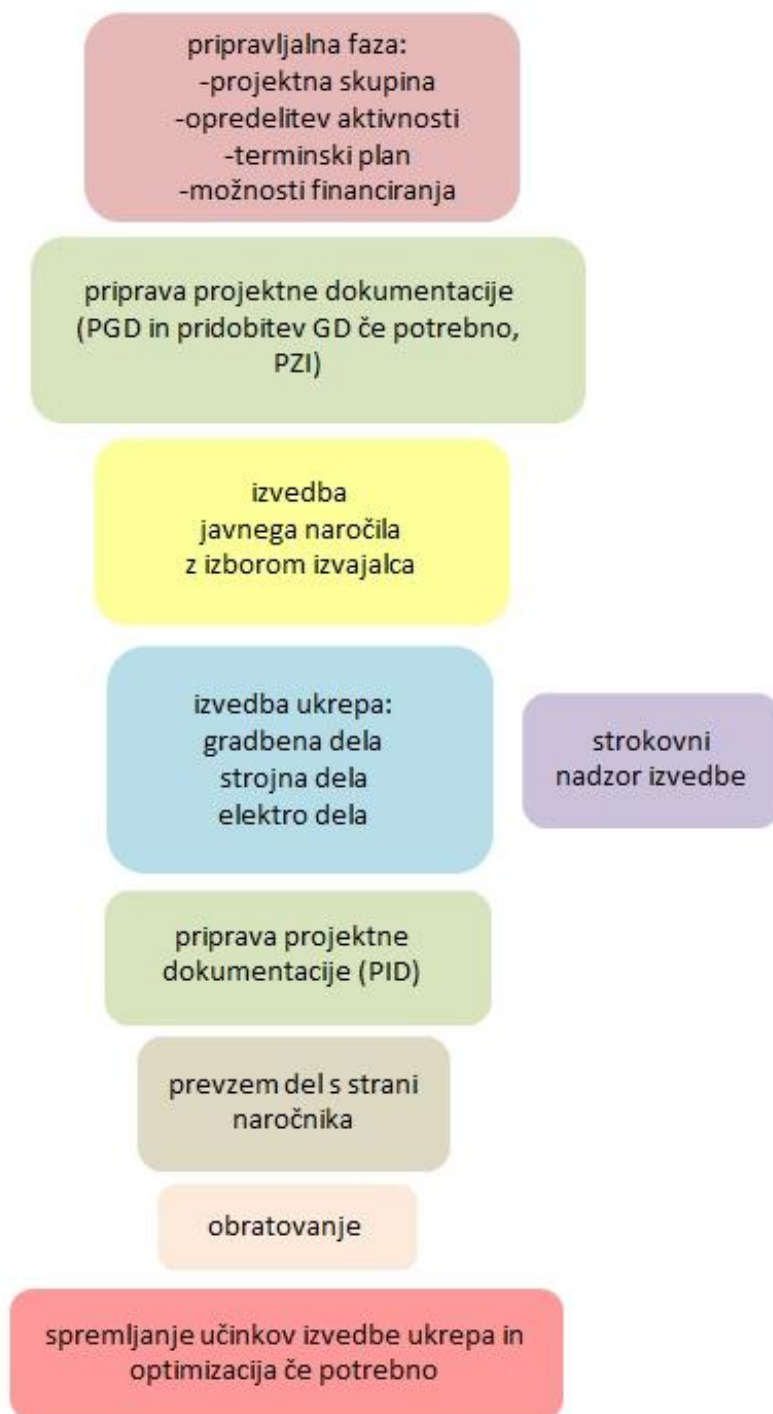 pripravljalna faza:
-projektna skupina
-opredelitev aktivnosti
-terminski plan
-možnosti financiranja
priprava projektne dokumentacije
(PGD in pridobitev GD če potrebno,
PZI)
izvedba
javnega naročila
z izborom izvajalca
izvedba ukrepa:
gradbena dela
strojna dela
elektro dela
strokovni
nadzor izvedbe
priprava projektne
dokumentacije (PID)
prevzem del s strani
naročnika
obratovanje
spremljanje učinkov izvedbe ukrepa in
optimizacija če potrebno